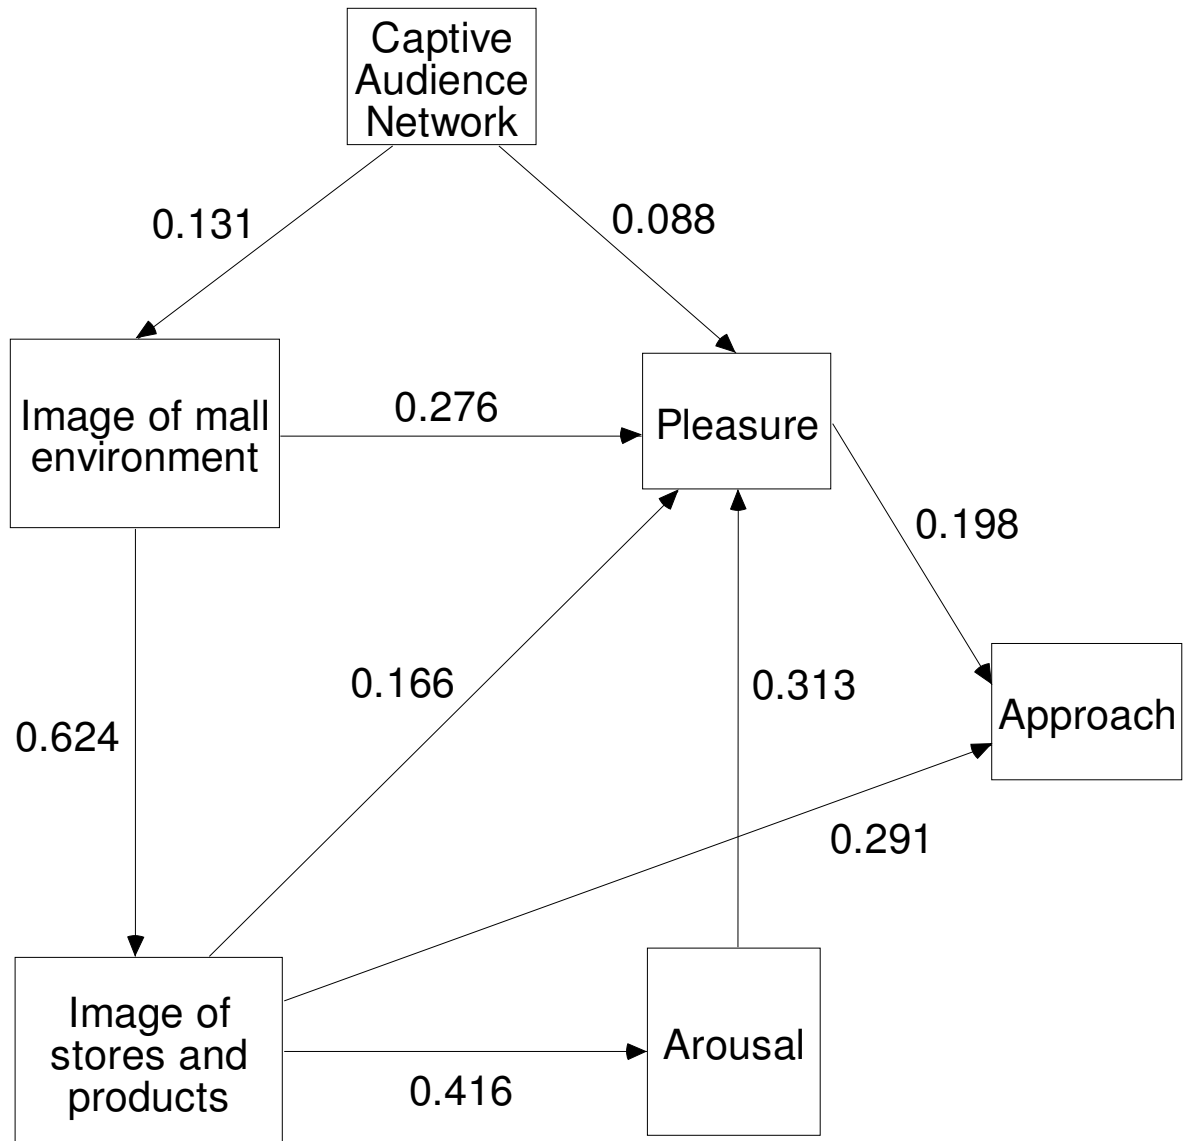 Captive
Audience
Network
0.131
0.088
Image of mall
environment
0.276
Pleasure
0.198
0.166
0.313
0.624
Approach
0.291
Image of
stores and
products
0.416
Arousal